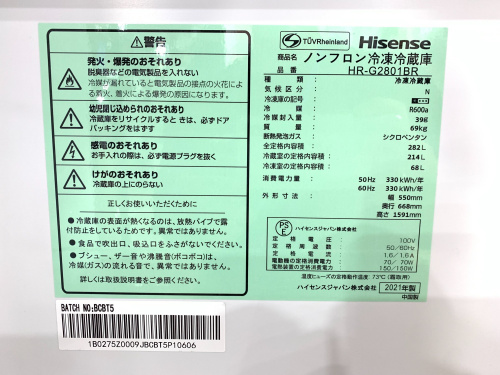 警告
発火・爆発のおそれあり
脱臭器などの電気製品を入れない
冷媒が漏れていると電気製品の接点の火花に
よる発火、着火による爆発の原因になります。
幼児閉じ込められのおそれあり
冷蔵庫をリサイクルするときは、必ずドア
パッキングをはずす
感電のおそれあり
お手入れの際は、必ず電源プラグを抜く
けがのおそれあり
冷蔵庫の上にのらない
正しくお使いいただくために
●冷蔵庫の表面が熱くなるのは、放熱パイプで露
付防止をしているためです。異常ではありません。
●食品で吹出口、吸込口をふさがないでください。
●ブシュー、ザー音や沸騰音(ポコポコ)は、
冷媒(ガス)の流れる音で、異常ではありません。
詳しくは取扱説明書をご参照ください。
TÜVRheinland
Hisense
商品名 ノンフロン冷凍冷蔵庫
品番 HR-G2801BR
種類 冷凍冷蔵庫
気候区分 N
冷凍室の記号
冷媒 R600a
冷媒封入量 39g
質量 69kg
断熱発泡ガス シクロペンタン
全定格内容積 282L
冷蔵室の定格内容積 214L
冷凍室の定格内容積 68L
消費電力量 50Hz 330 kWh/年
60Hz 330 kWh/年
外形寸法 幅 550mm
奥行 668mm
高さ 1591mm
PS
E
ハイセンスジャパン株式会社
定格電圧 100V
定格周波数 50/60Hz
定格電流 1.6/1.6A
電動機の定格消費電力 70/70W
電熱装置の定格消費電力 150/150W
温度ヒューズの定格動作温度 73℃(霜取用)
ハイセンスジャパン株式会社 2021年製
中国製
BATCH NO:BCBT5
1B0275Z0009JBCBT5P10606